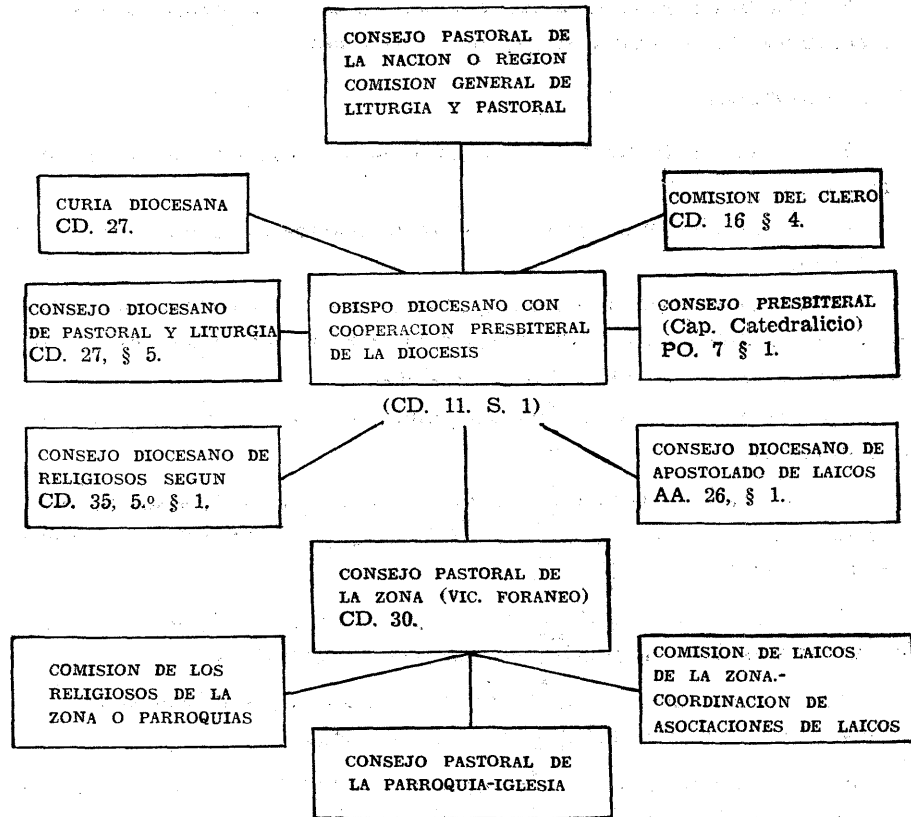 CONSEJO PASTORAL DE
LA NACION O REGION
COMISION GENERAL DE
LITURGIA Y PASTORAL
CURIA DIOCESANA
CD. 27.
COMISION DEL CLERO
CD. 16 § 4.
CONSEJO DIOCESANO
DE PASTORAL Y LITURGIA
CD. 27, § 5.
OBISPO DIOCESANO CON
COOPERACION PRESBITERAL
DE LA DIOCESIS
CONSEJO PRESBITERAL
(Cap. Catedralicio)
PO. 7 § 1.
(CD. 11. S. 1)
CONSEJO DIOCESANO DE
RELIGIOSOS SEGUN
CD. 35, 5.º § 1.
CONSEJO DIOCESANO DE
APOSTOLADO DE LAICOS
AA. 26, § 1.
CONSEJO PASTORAL DE
LA ZONA (VIC. FORANEO)
CD. 30.
COMISION DE LOS
RELIGIOSOS DE LA
ZONA O PARROQUIAS
COMISION DE LAICOS
DE LA ZONA.-
COORDINACION DE
ASOCIACIONES DE LAICOS
CONSEJO PASTORAL DE
LA PARROQUIA-IGLESIA